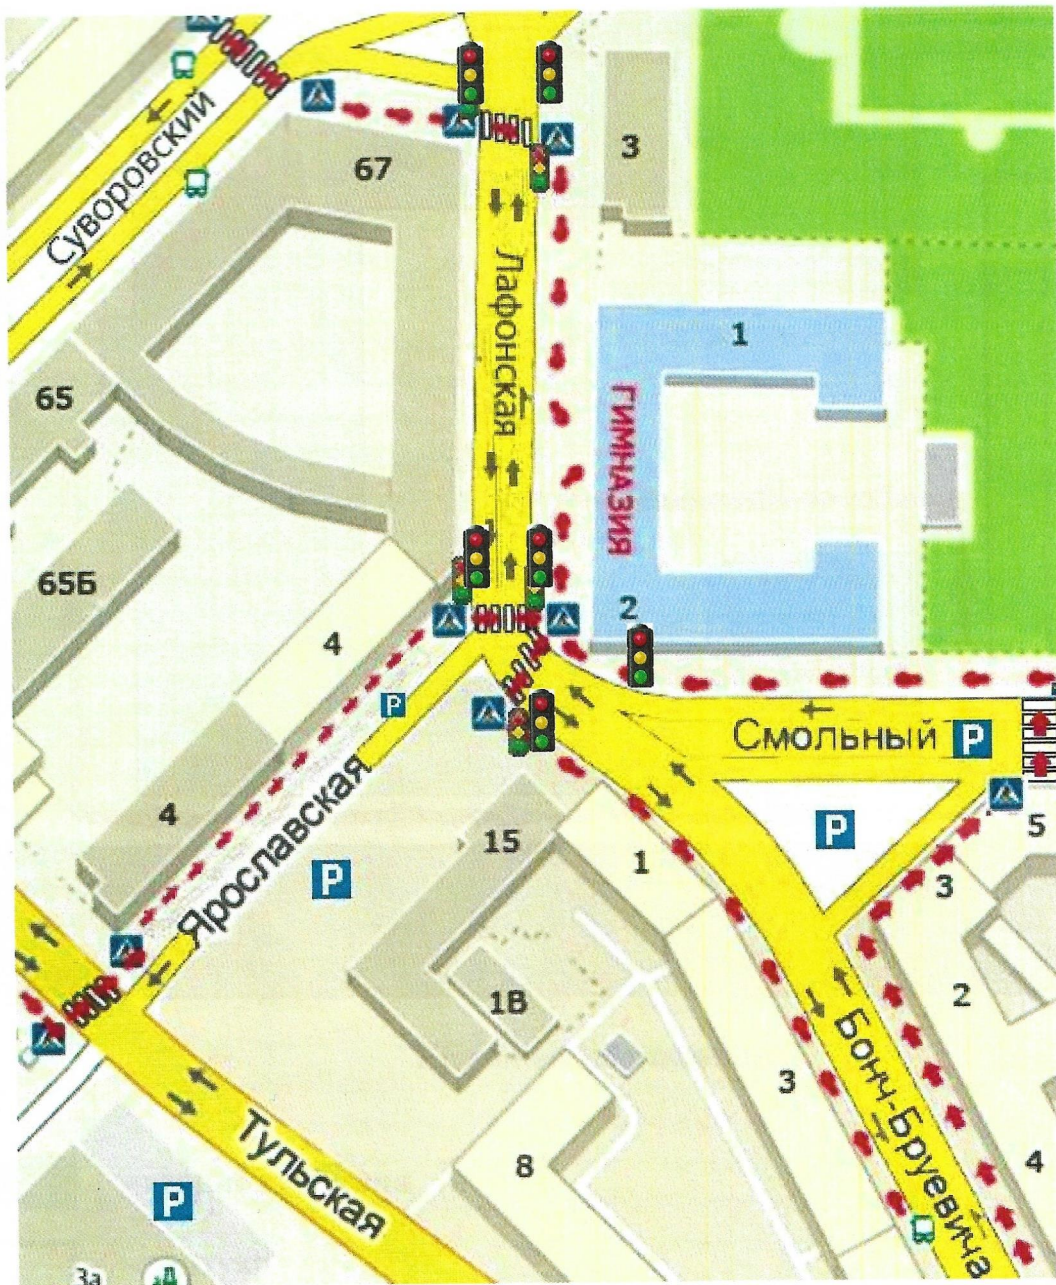 67
3
Суворовский
Лафонская
1
ГИМНАЗИЯ
65
65Б
2
4
P
Смольный
P
4
Ярославская
P
15
1
P
5
3
1В
2
3
Бонч-Бруевича
Тульская
8
4
P
3а